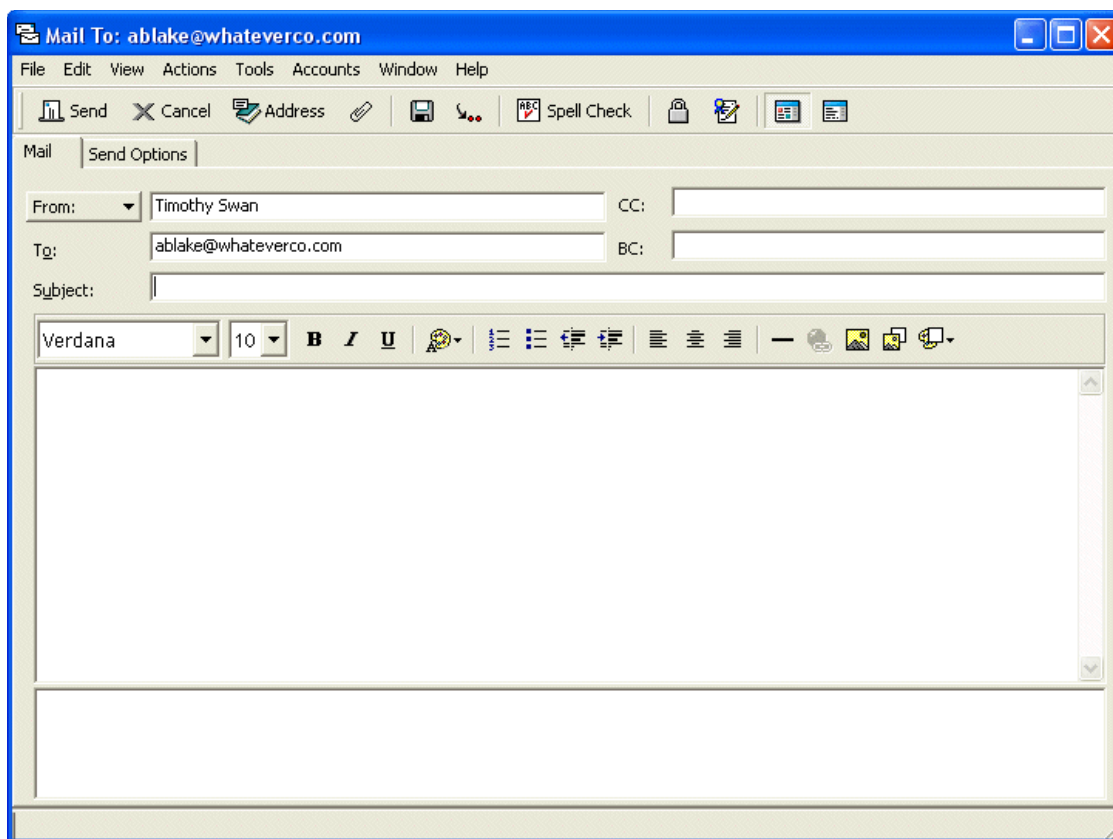 Mail To: ablake@whateverco.com
File Edit View Actions Tools Accounts Window Help
Send Cancel Address ABC Spell Check
Mail Send Options
From: Timothy Swan CC:
To: ablake@whateverco.com BC:
Subject:
Verdana 10 B I U